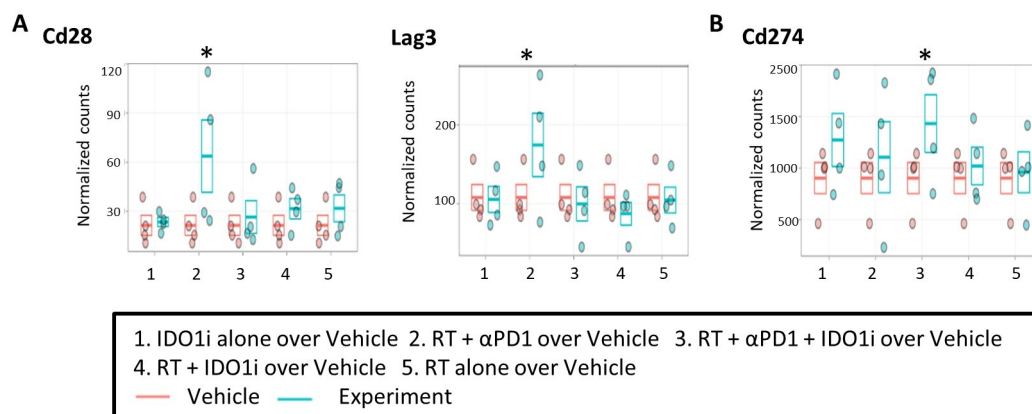 A
Cd28
*
Normalized counts
120
90
60
30
1 2 3 4 5
Lag3
*
Normalized counts
200
100
1 2 3 4 5
B
Cd274
*
Normalized counts
2500
1500
1000
500
1 2 3 4 5
1. IDO1i alone over Vehicle 2. RT + αPD1 over Vehicle 3. RT + αPD1 + IDO1i over Vehicle
4. RT + IDO1i over Vehicle 5. RT alone over Vehicle
Vehicle Experiment